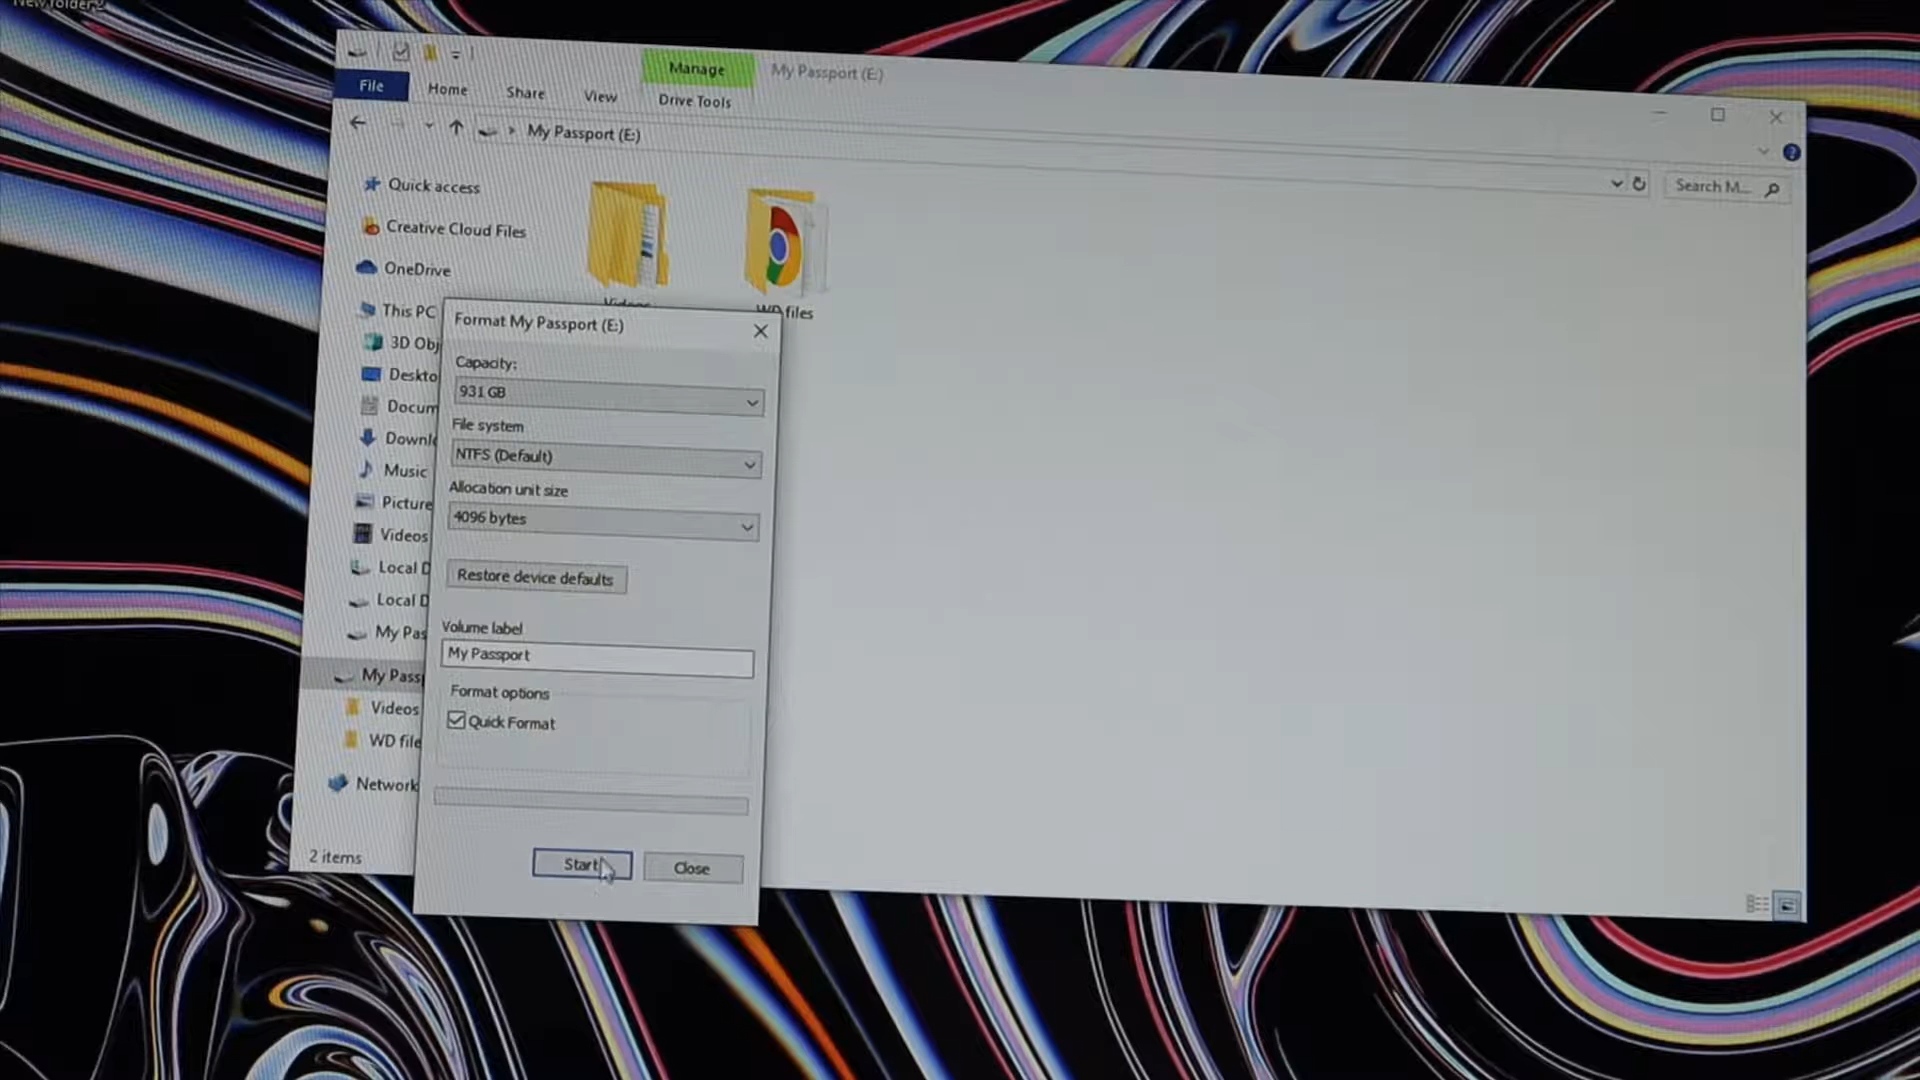 New folder
Manage
My Passport (E:)
File
Home
Share
View
Drive Tools
My Passport (E:)
Search M...
Quick access
Creative Cloud Files
OneDrive
This PC
3D Obj
Deskto
Docum
Downl
Music
Picture
Videos
Local D
Local D
My Pas
My Passp
Videos
WD file
Network
2 items
Videos
WD files
Format My Passport (E:)
Capacity:
931 GB
File system
NTFS (Default)
Allocation unit size
4096 bytes
Restore device defaults
Volume label
My Passport
Format options
Quick Format
Start
Close